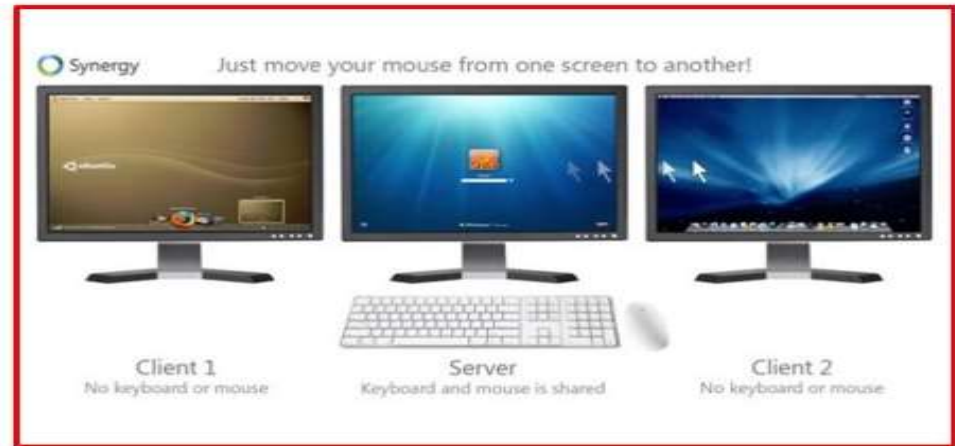 Synergy
Just move your mouse from one screen to another!
ubuntu
Client 1
No keyboard or mouse
Server
Keyboard and mouse is shared
Client 2
No keyboard or mouse